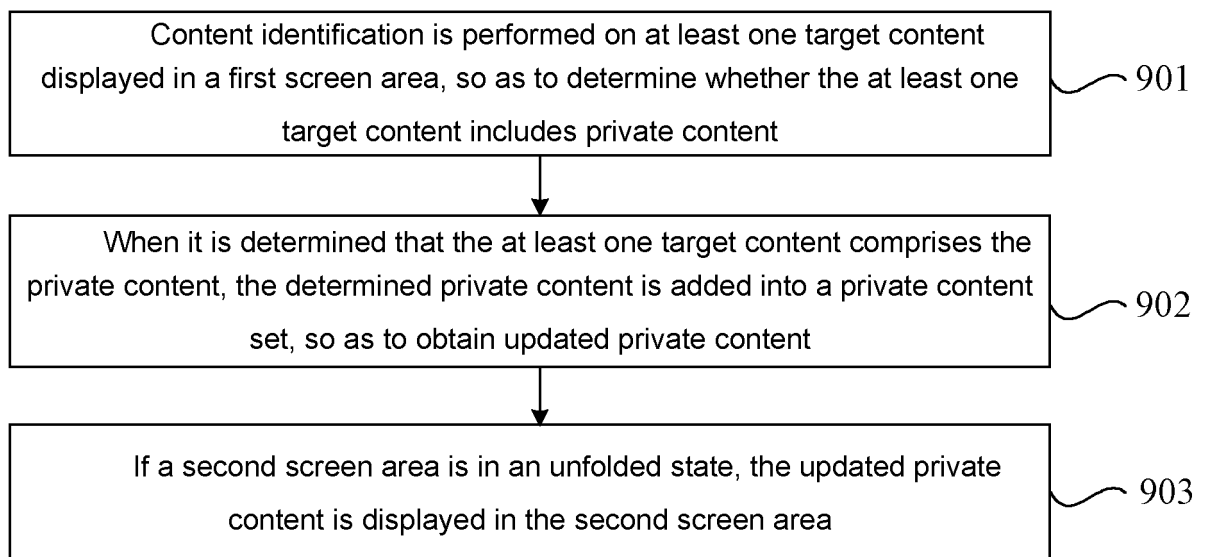 Content identification is performed on at least one target content
displayed in a first screen area, so as to determine whether the at least one
target content includes private content
901
When it is determined that the at least one target content comprises the
private content, the determined private content is added into a private content
set, so as to obtain updated private content
902
If a second screen area is in an unfolded state, the updated private
content is displayed in the second screen area
903